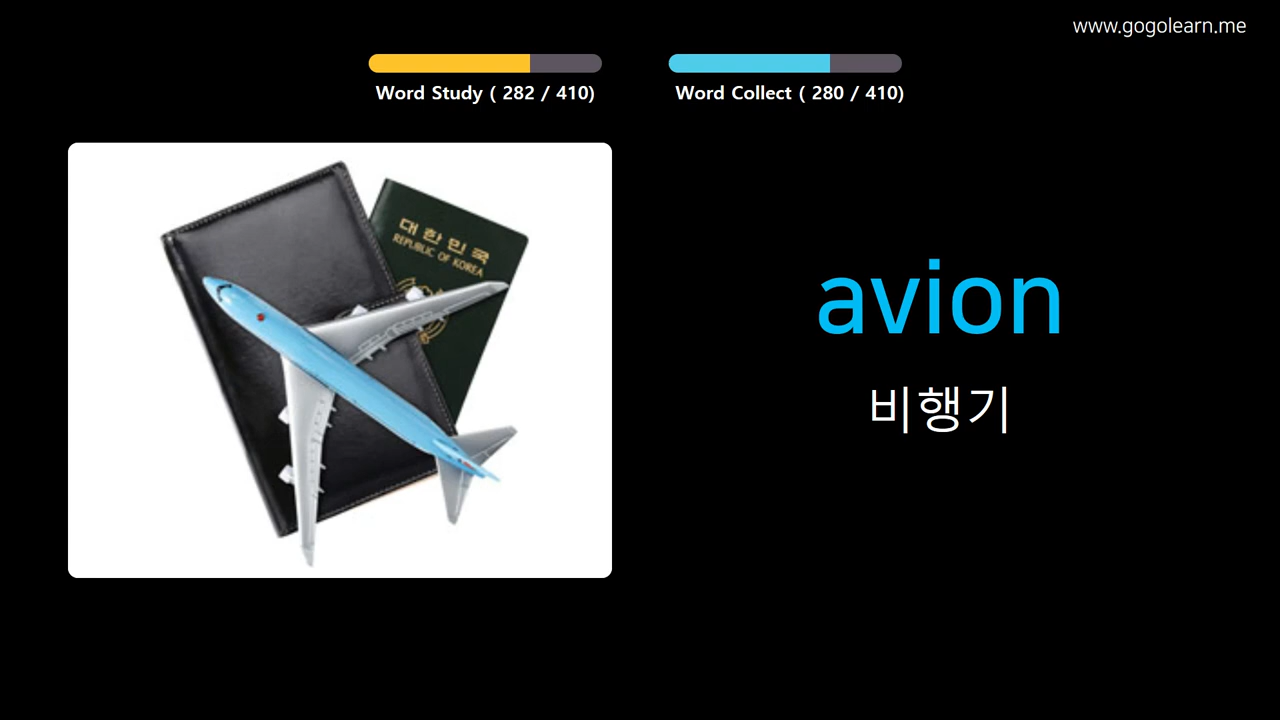 www.gogolearn.me
Word Study ( 282 / 410)
Word Collect ( 280 / 410)
대한민국
REPUBLIC OF KOREA
avion
비행기